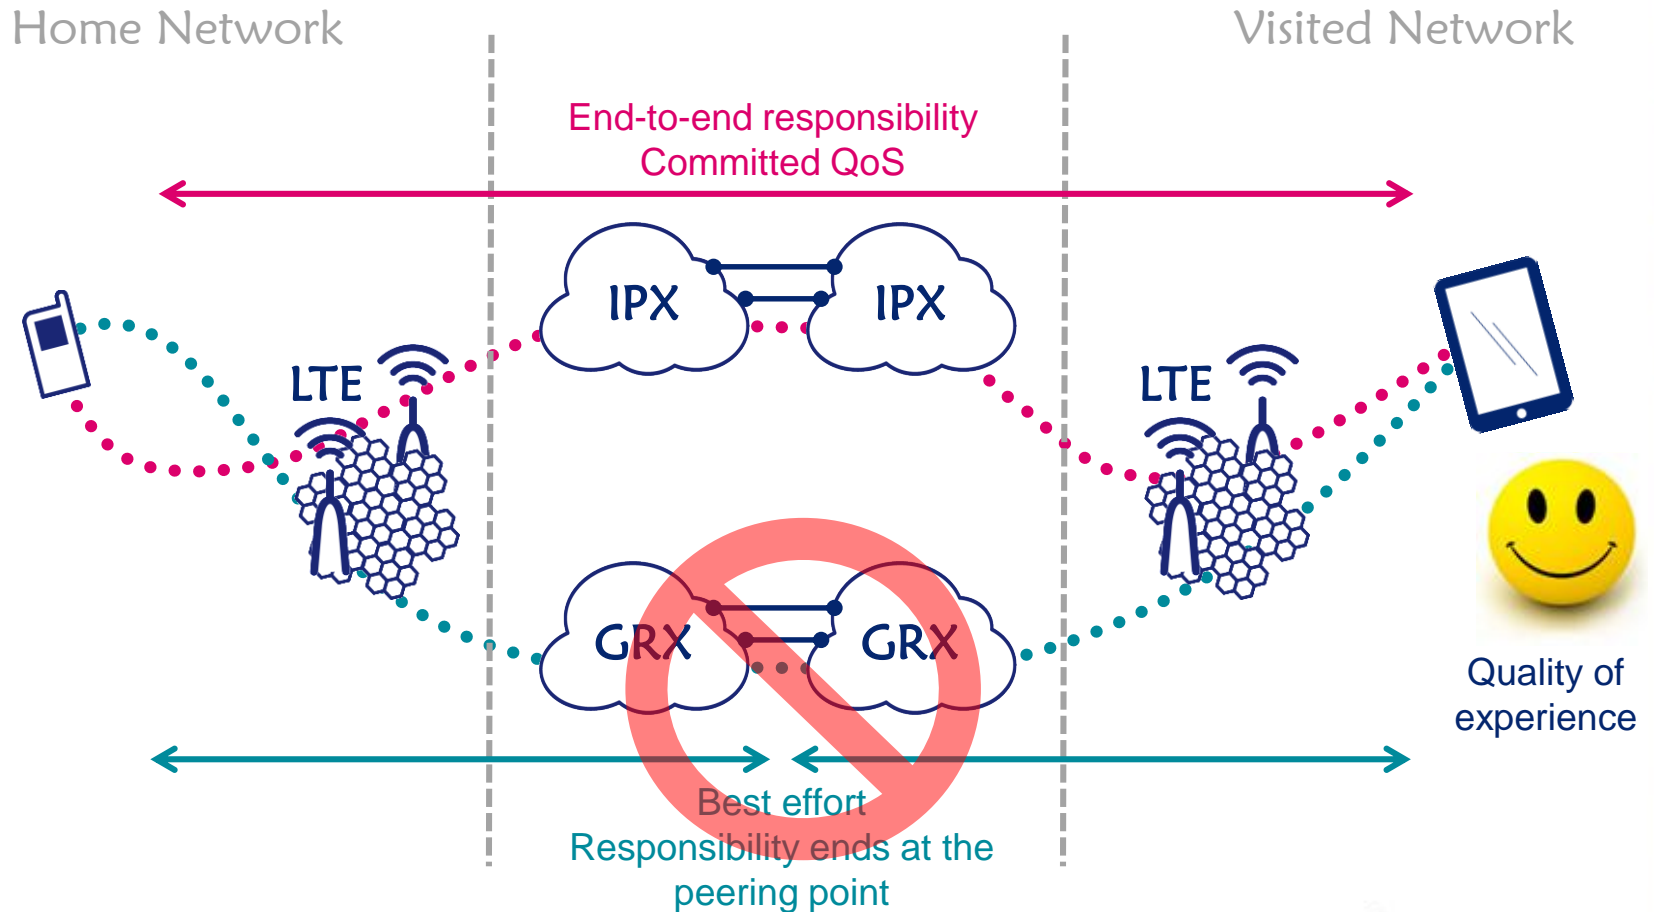 Home Network
Visited Network
End-to-end responsibility
Committed QoS
IPX
IPX
LTE
LTE
GRX
GRX
Quality of
experience
Best effort
Responsibility ends at the
peering point